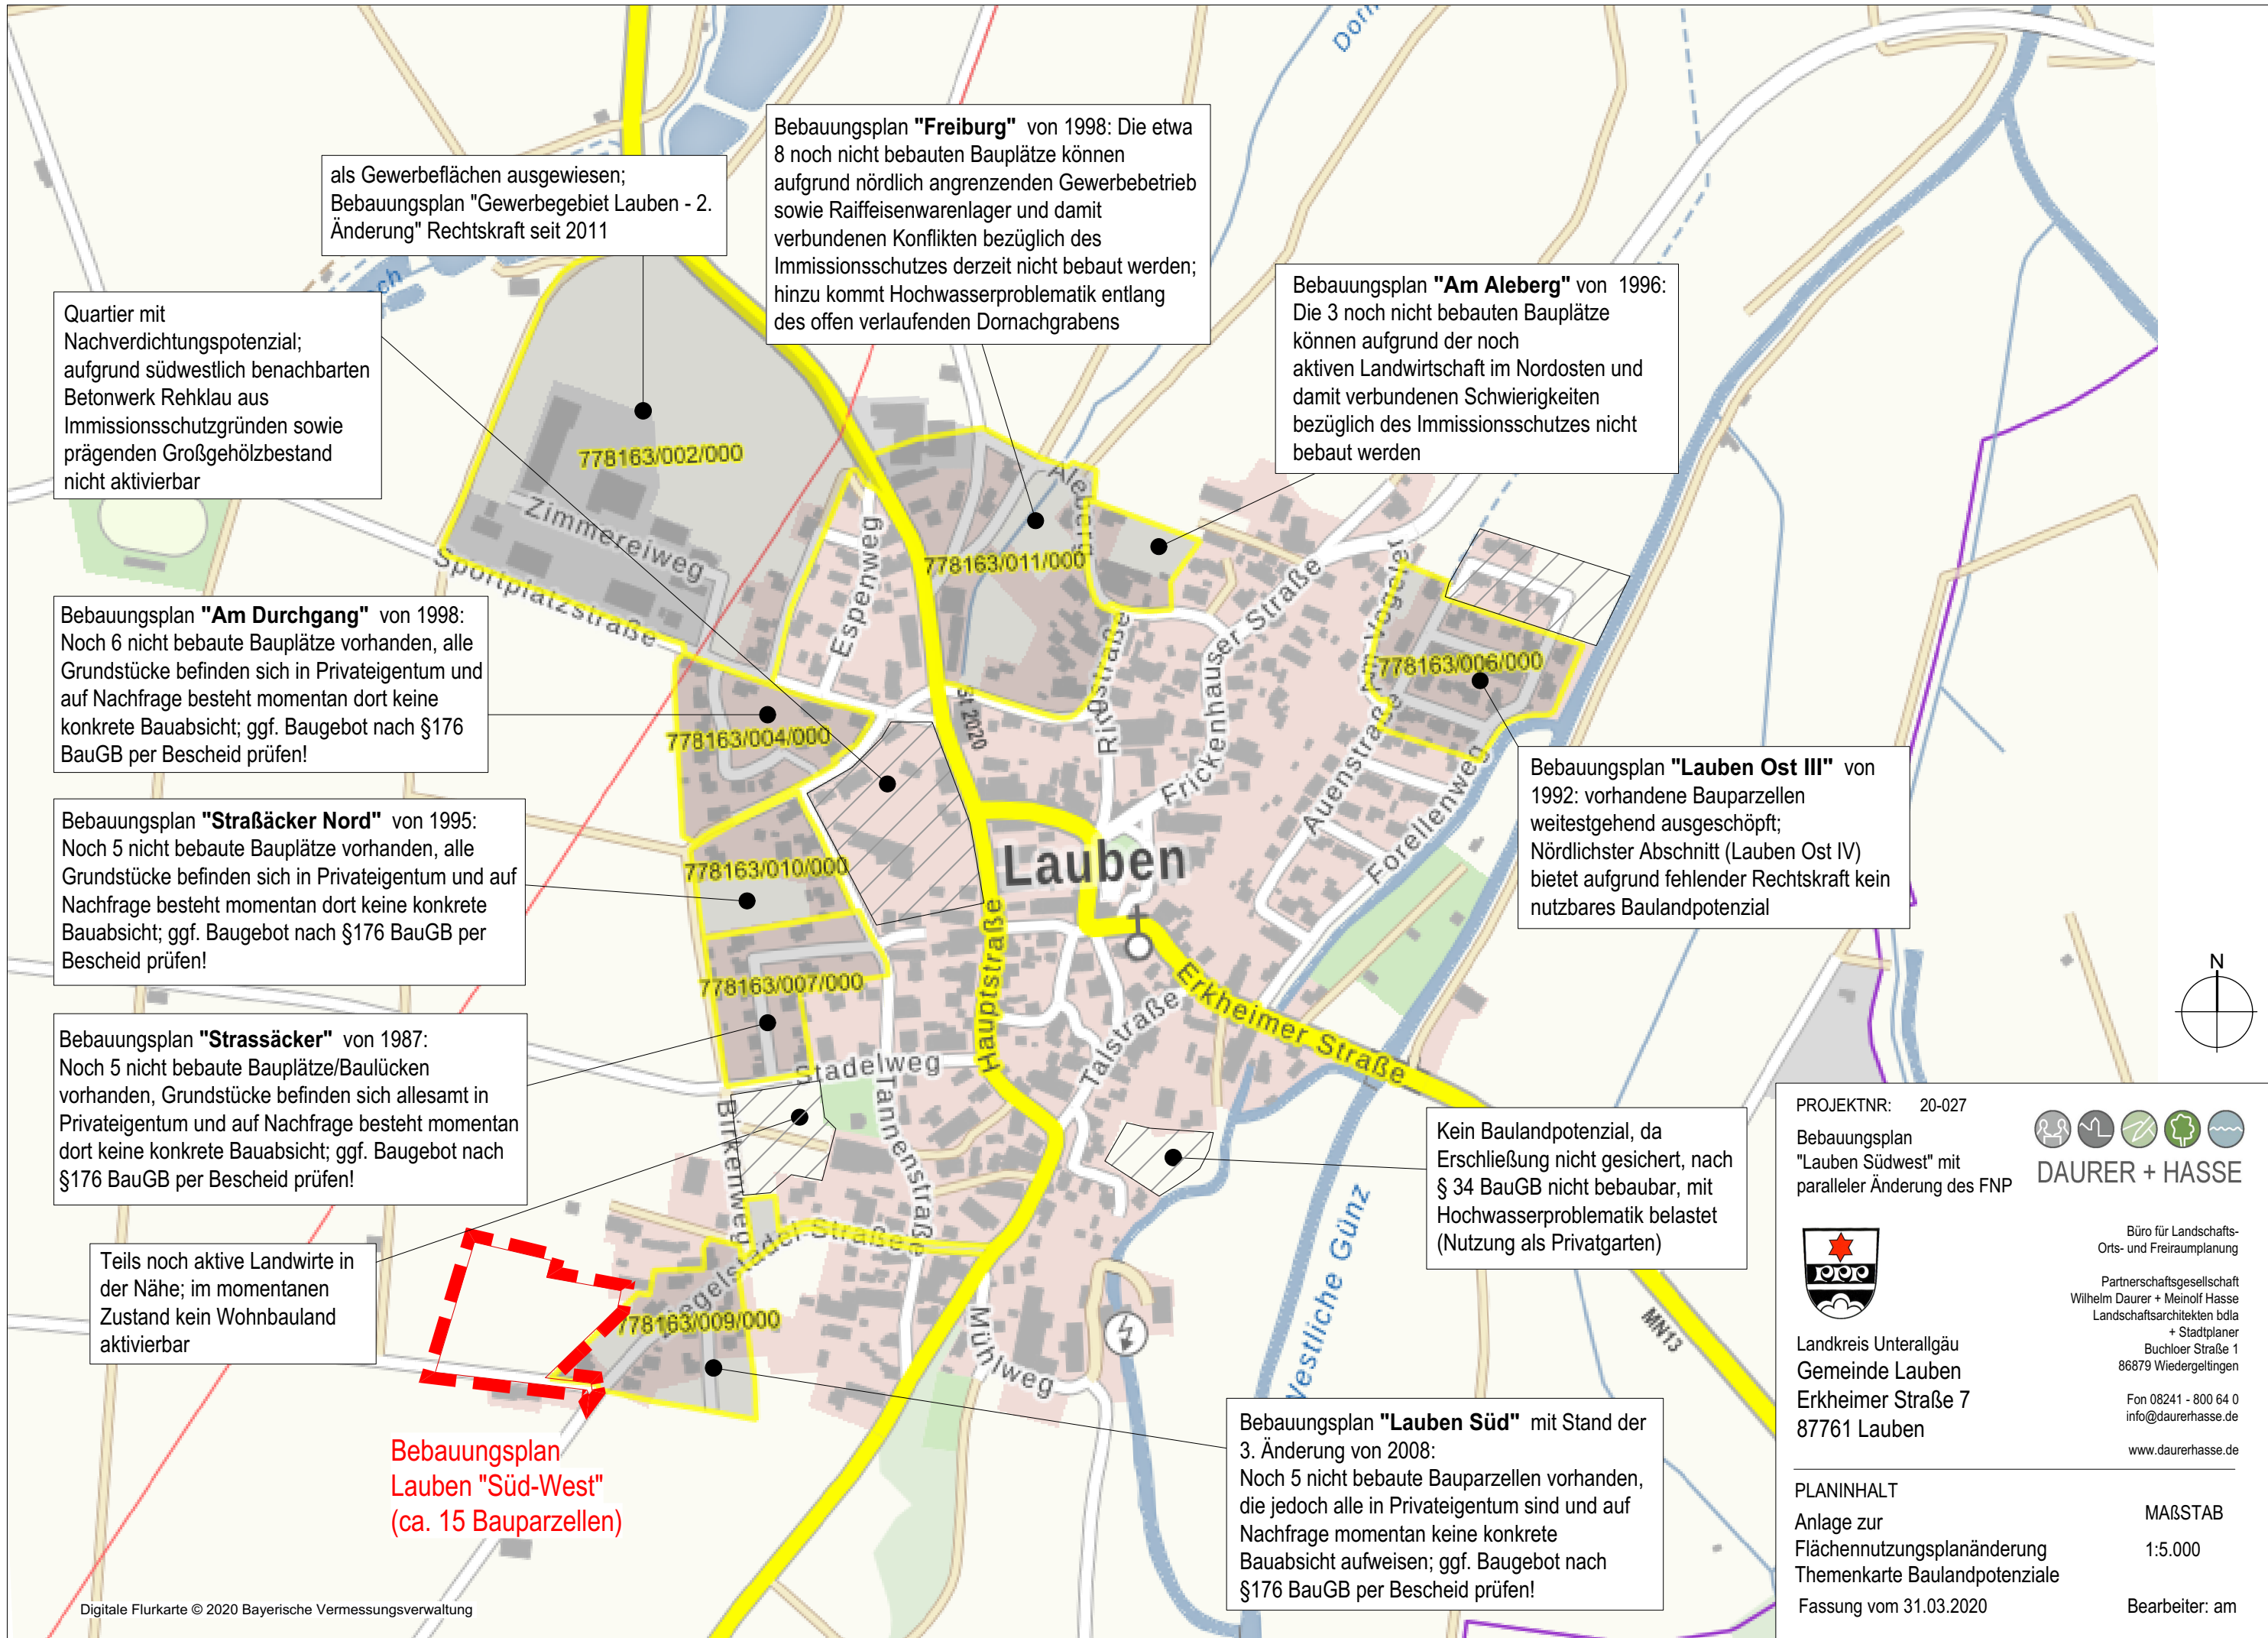 Dorn
ch
als Gewerbeflächen ausgewiesen;
Bebauungsplan "Gewerbegebiet Lauben - 2.
Änderung" Rechtskraft seit 2011
Bebauungsplan "Freiburg" von 1998: Die etwa
8 noch nicht bebauten Bauplätze können
aufgrund nördlich angrenzenden Gewerbebetrieb
sowie Raiffeisenwarenlager und damit
verbundenen Konflikten bezüglich des
Immissionsschutzes derzeit nicht bebaut werden;
hinzu kommt Hochwasserproblematik entlang
des offen verlaufenden Dornachgrabens
Bebauungsplan "Am Aleberg" von 1996:
Die 3 noch nicht bebauten Bauplätze
können aufgrund der noch
aktiven Landwirtschaft im Nordosten und
damit verbundenen Schwierigkeiten
bezüglich des Immissionsschutzes nicht
bebaut werden
Quartier mit
Nachverdichtungspotenzial;
aufgrund südwestlich benachbarten
Betonwerk Rehklau aus
Immissionsschutzgründen sowie
prägenden Großgehölzbestand
nicht aktivierbar
Bebauungsplan "Am Durchgang" von 1998:
Noch 6 nicht bebaute Bauplätze vorhanden, alle
Grundstücke befinden sich in Privateigentum und
auf Nachfrage besteht momentan dort keine
konkrete Bauabsicht; ggf. Baugebot nach §176
BauGB per Bescheid prüfen!
Bebauungsplan "Straßäcker Nord" von 1995:
Noch 5 nicht bebaute Bauplätze vorhanden, alle
Grundstücke befinden sich in Privateigentum und auf
Nachfrage besteht momentan dort keine konkrete
Bauabsicht; ggf. Baugebot nach §176 BauGB per
Bescheid prüfen!
Bebauungsplan "Strassäcker" von 1987:
Noch 5 nicht bebaute Bauplätze/Baulücken
vorhanden, Grundstücke befinden sich allesamt in
Privateigentum und auf Nachfrage besteht momentan
dort keine konkrete Bauabsicht; ggf. Baugebot nach
§176 BauGB per Bescheid prüfen!
Teils noch aktive Landwirte in
der Nähe; im momentanen
Zustand kein Wohnbauland
aktivierbar
Bebauungsplan "Lauben Ost III" von
1992: vorhandene Bauparzellen
weitestgehend ausgeschöpft;
Nördlichster Abschnitt (Lauben Ost IV)
bietet aufgrund fehlender Rechtskraft kein
nutzbares Baulandpotenzial
Kein Baulandpotenzial, da
Erschließung nicht gesichert, nach
§ 34 BauGB nicht bebaubar, mit
Hochwasserproblematik belastet
(Nutzung als Privatgarten)
Bebauungsplan "Lauben Süd" mit Stand der
3. Änderung von 2008:
Noch 5 nicht bebaute Bauparzellen vorhanden,
die jedoch alle in Privateigentum sind und auf
Nachfrage momentan keine konkrete
Bauabsicht aufweisen; ggf. Baugebot nach
§176 BauGB per Bescheid prüfen!
Bebauungsplan
Lauben "Süd-West"
(ca. 15 Bauparzellen)
778163/002/000
Zimmereiweg
Sportplatzstraße
Espenweg
778163/011/000
Aleberg
778163/004/000
St 2020
Ringstraße
Frickenhauser Straße
Am Vogelet
778163/006/000
Auenstraße
Forellenweg
778163/010/000
Lauben
778163/007/000
Hauptstraße
Erkheimer Straße
Talstraße
Stadelweg
Tannenstraße
Birkenweg
Ziegelstadel Straße
778163/009/000
Mühlweg
Westliche Günz
MN13
N
PROJEKTNR: 20-027
Bebauungsplan
"Lauben Südwest" mit
paralleler Änderung des FNP
DAURER + HASSE
Büro für Landschafts-
Orts- und Freiraumplanung
Partnerschaftsgesellschaft
Wilhelm Daurer + Meinolf Hasse
Landschaftsarchitekten bdla
+ Stadtplaner
Buchloer Straße 1
86879 Wiedergeltingen
Fon 08241 - 800 64 0
info@daurerhasse.de
www.daurerhasse.de
Landkreis Unterallgäu
Gemeinde Lauben
Erkheimer Straße 7
87761 Lauben
PLANINHALT
Anlage zur
Flächennutzungsplanänderung
Themenkarte Baulandpotenziale
MAßSTAB
1:5.000
Fassung vom 31.03.2020
Bearbeiter: am
Digitale Flurkarte © 2020 Bayerische Vermessungsverwaltung